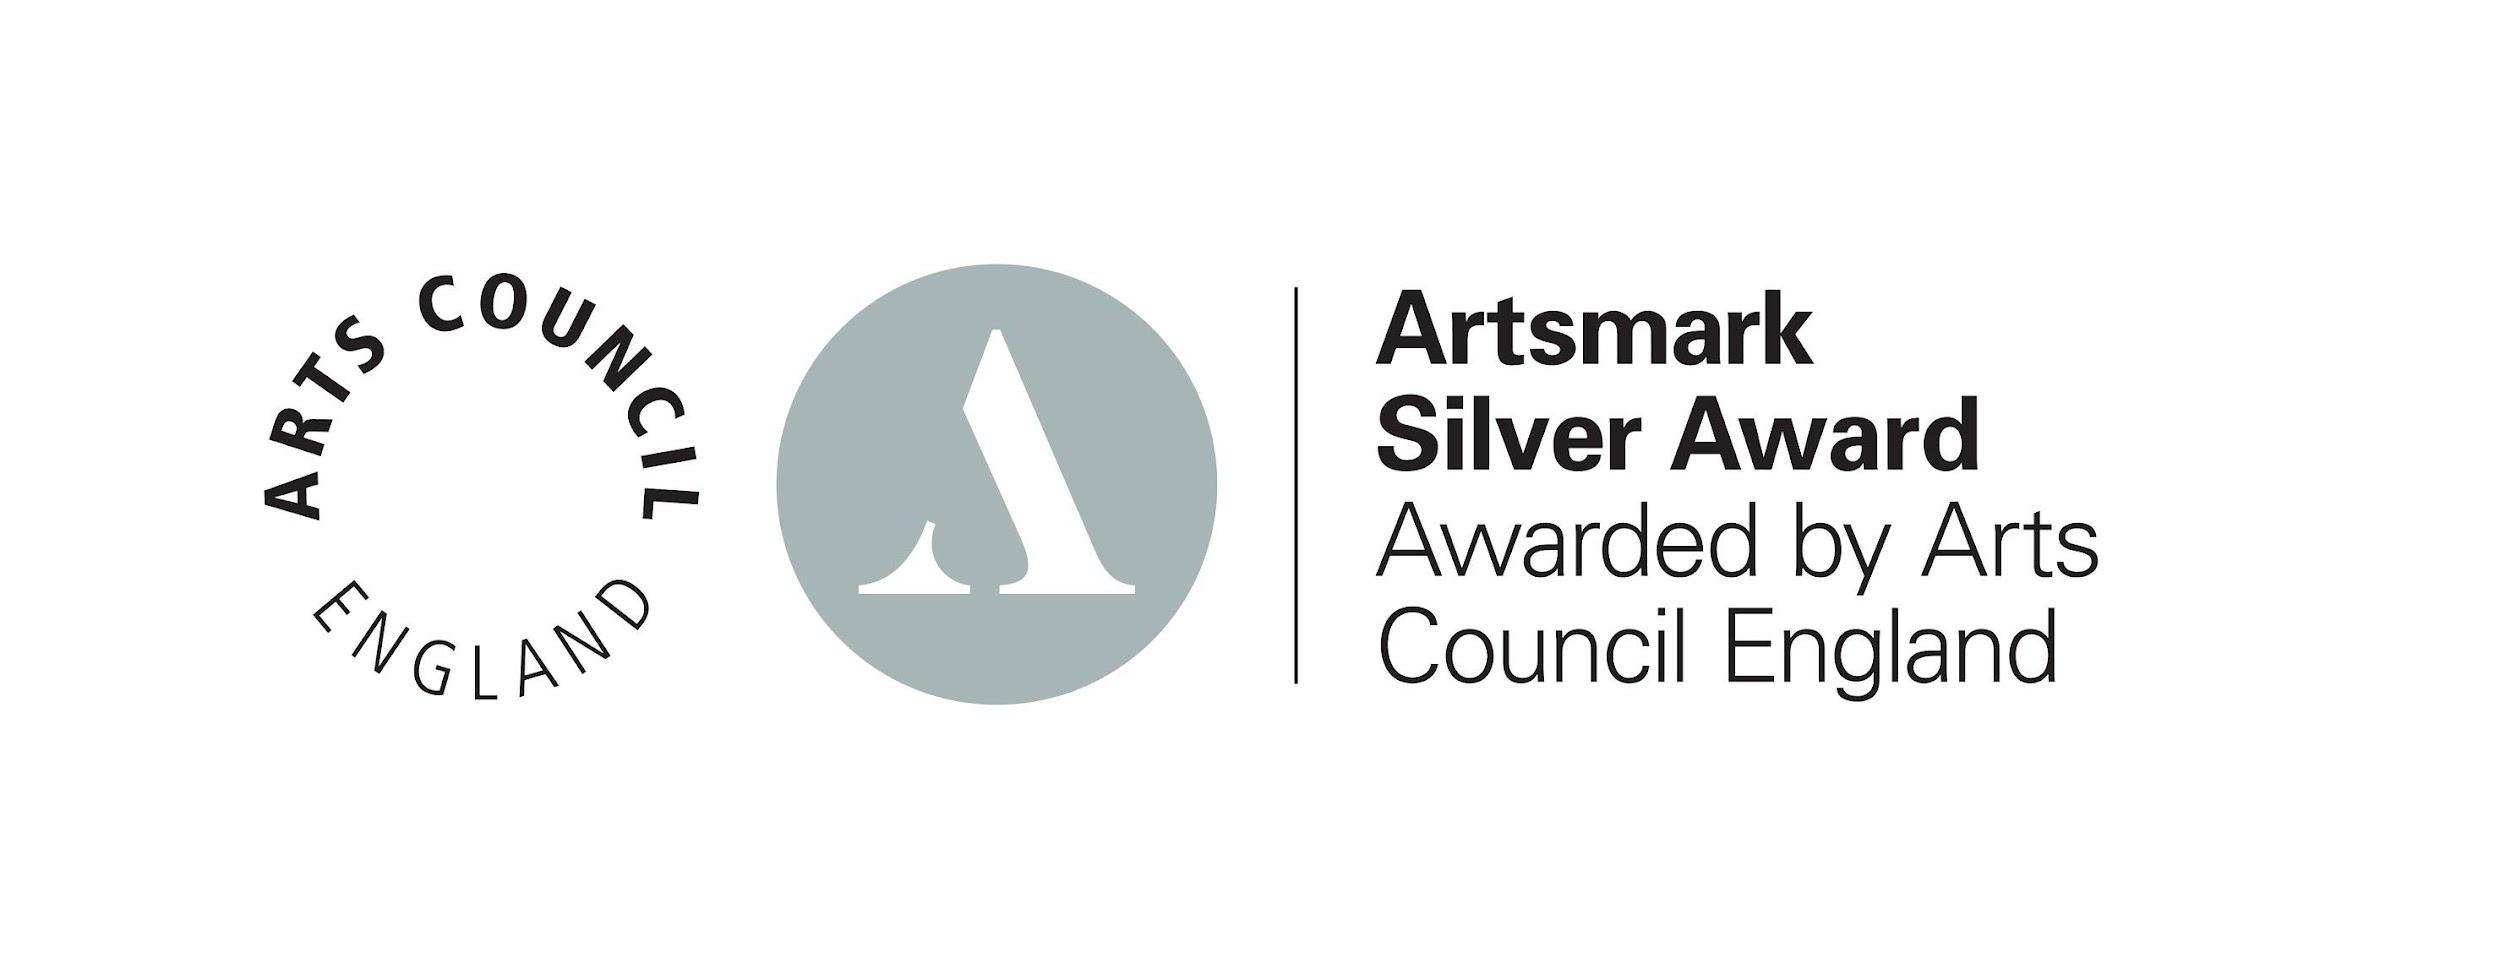 ARTS COUNCIL
ENGLAND
A
Artsmark
Silver Award
Awarded by Arts
Council England